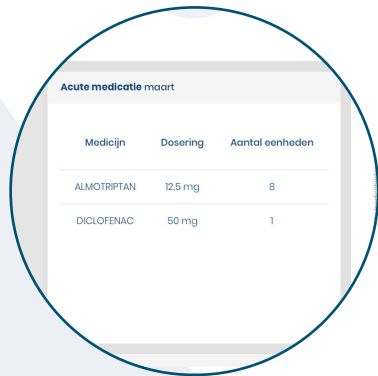 Acute medicatie maart
Medicijn Dosering Aantal eenheden
ALMOTRIPTAN 12,5 mg 8
DICLOFENAC 50 mg 1